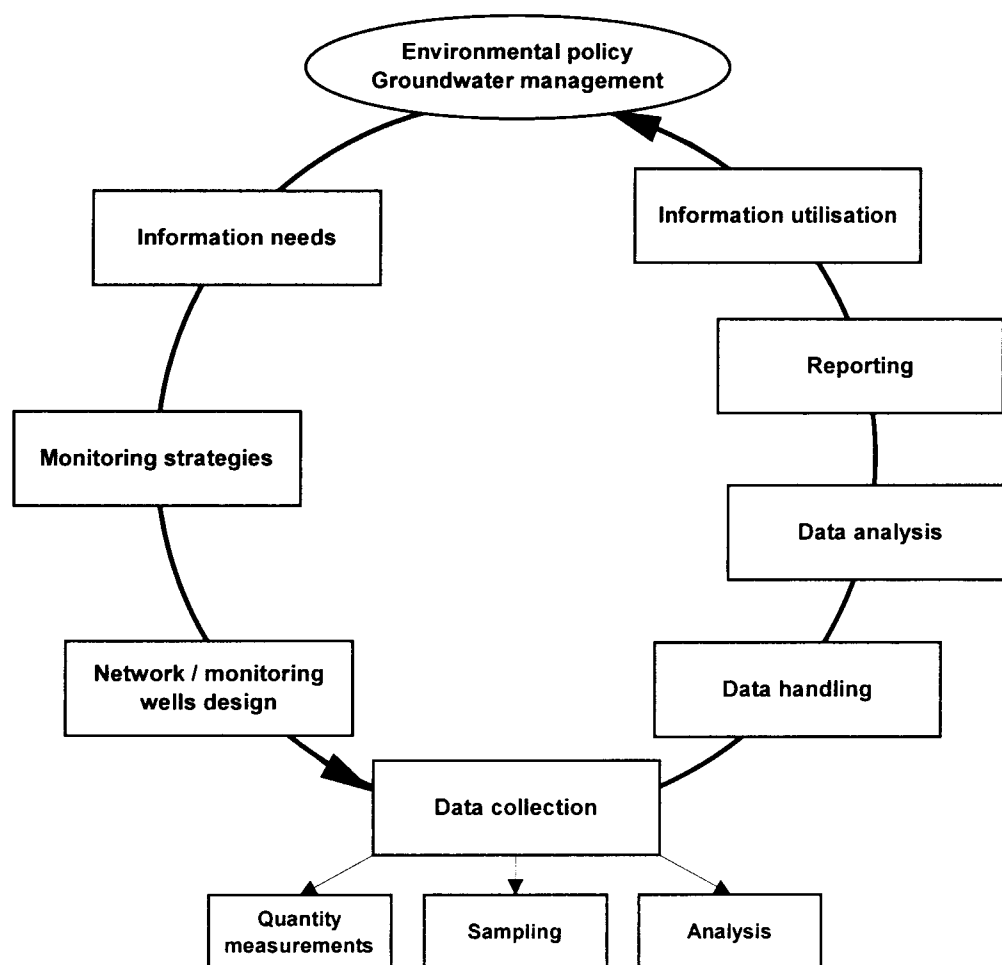 Environmental policy
Groundwater management
Information needs
Information utilisation
Reporting
Monitoring strategies
Data analysis
Network / monitoring
wells design
Data handling
Data collection
Quantity
measurements
Sampling
Analysis